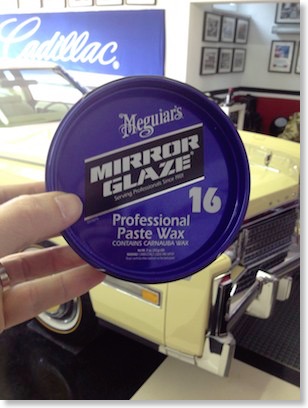 Cadillac.
Meguiar's
MIRROR
GLAZE
Serving Professionals Since 1901
16
Professional
Paste Wax
CONTAINS CARNAUBA WAX